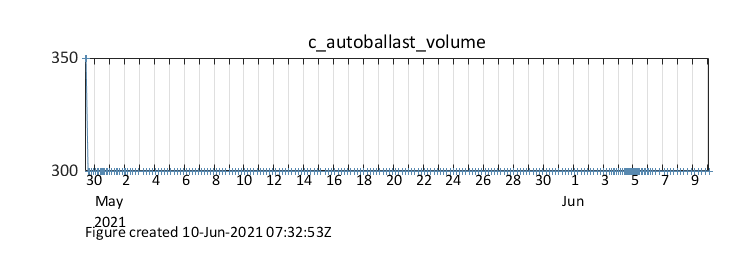 c_autoballast_volume
350
300
30 2 4 6 8 10 12 14 16 18 20 22 24 26 28 30 1 3 5 7 9
May Jun
2021
Figure created 10-Jun-2021 07:32:53Z